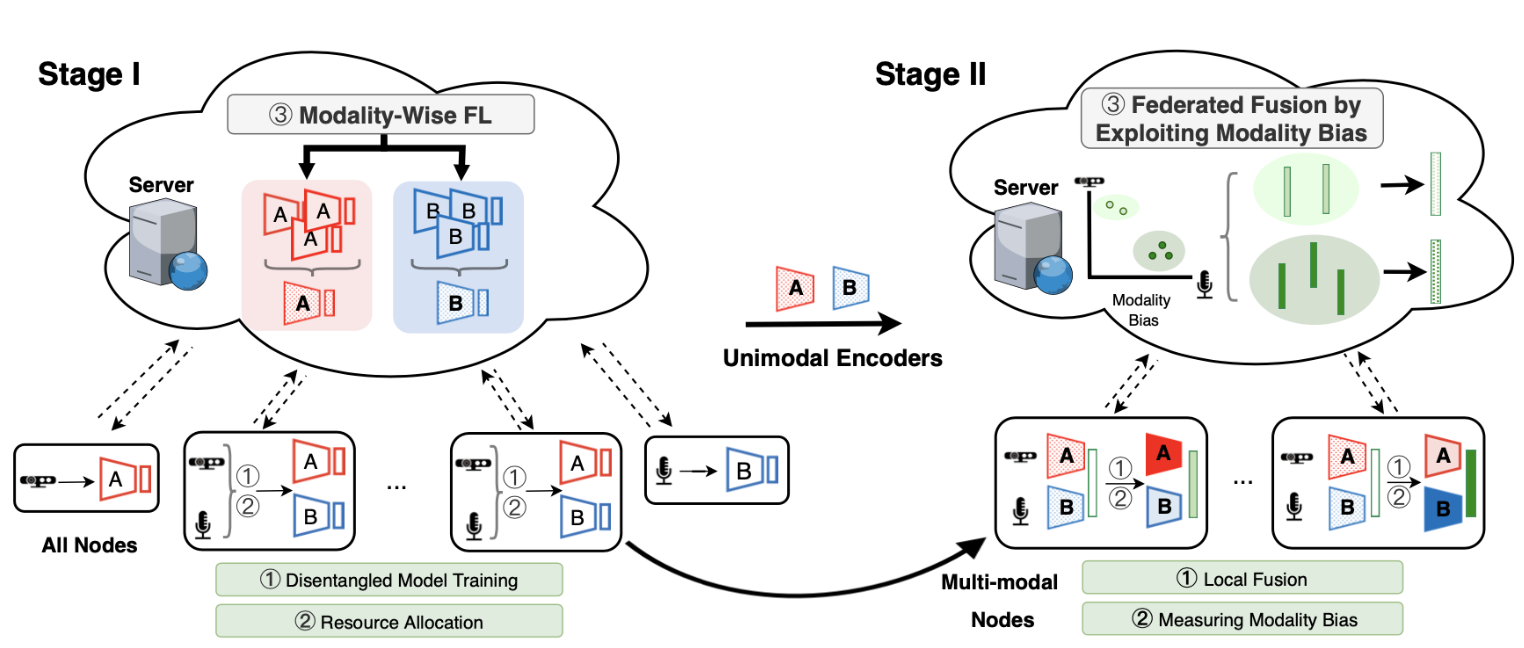 Stage I
③ Modality-Wise FL
Server
A
A
A
B
B
B
A
B
A
B
Unimodal Encoders
Stage II
③ Federated Fusion by
Exploiting Modality Bias
Server
Modality
Bias
A
All Nodes
①
②
A
B
...
①
②
A
B
B
① Disentangled Model Training
② Resource Allocation
Multi-modal
Nodes
A
B
①
②
A
B
...
A
B
①
②
A
B
① Local Fusion
② Measuring Modality Bias